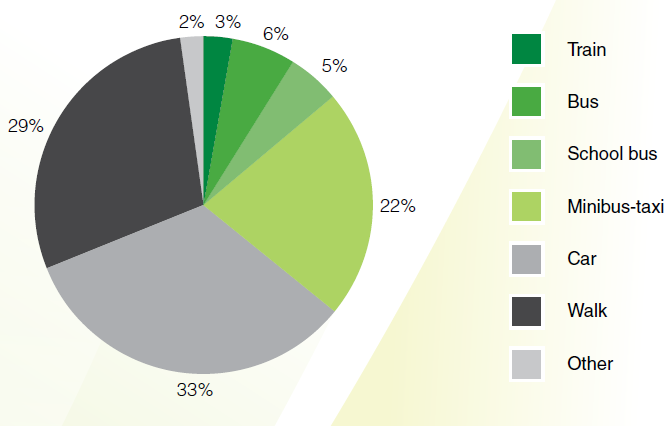 2% 3%
6%
5%
29%
22%
33%
Train
Bus
School bus
Minibus-taxi
Car
Walk
Other